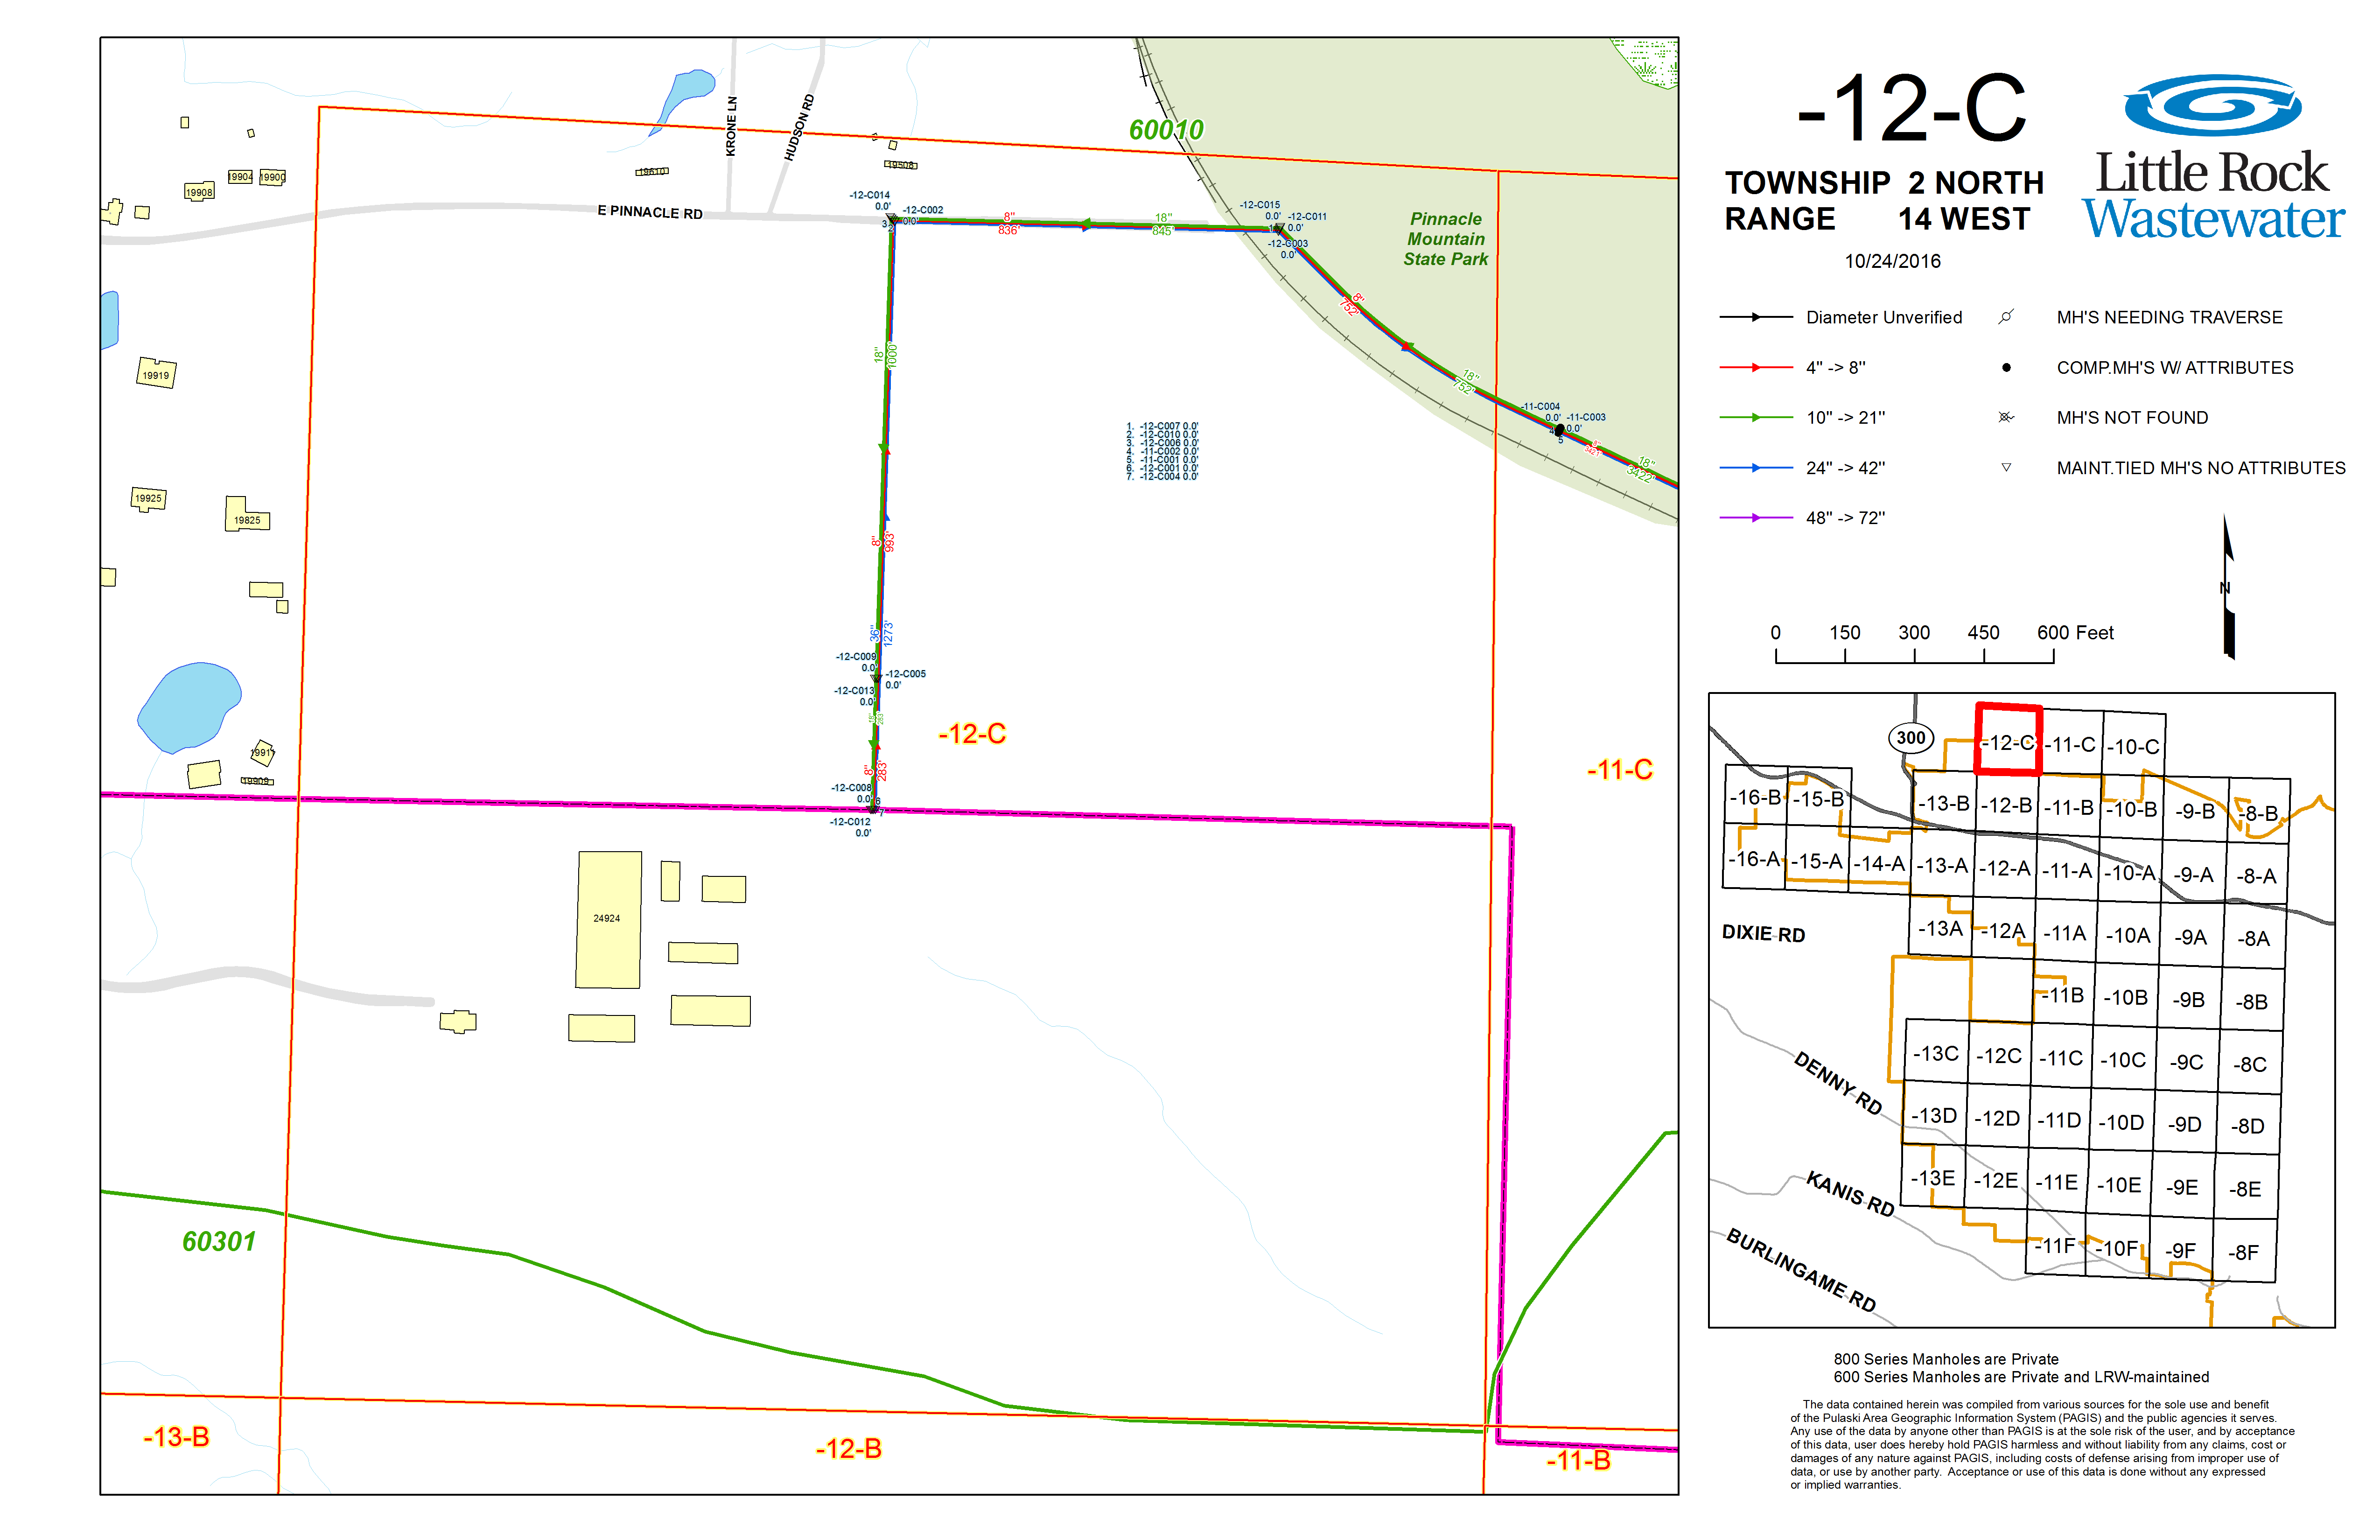 -12-C
TOWNSHIP 2 NORTH
RANGE 14 WEST
10/24/2016
Little Rock
Wastewater
Diameter Unverified
4" -> 8"
10" -> 21"
24" -> 42"
48" -> 72"
MH'S NEEDING TRAVERSE
COMP.MH'S W/ ATTRIBUTES
MH'S NOT FOUND
MAINT.TIED MH'S NO ATTRIBUTES
N
0 150 300 450 600 Feet
KRONE LN
HUDSON RD
E PINNACLE RD
60010
Pinnacle
Mountain
State Park
19904
19900
19908
19610
19508
19919
19925
19825
19911
19909
24924
-12-C014
0.0'
-12-C002
0.0'
3
2
8"
836'
18"
845'
-12-C015
0.0'
-12-C011
0.0'
1
-12-C003
0.0'
8"
752'
18"
752'
-11-C004
0.0'
-11-C003
0.0'
4
5
8"
3421'
18"
3422'
18"
1000'
8"
993'
36"
1273'
1. -12-C007 0.0'
2. -12-C010 0.0'
3. -12-C006 0.0'
4. -11-C002 0.0'
5. -11-C001 0.0'
6. -12-C001 0.0'
7. -12-C004 0.0'
-12-C009
0.0'
-12-C005
0.0'
-12-C013
0.0'
18"
283'
8"
283'
-12-C008
0.0'
6
7
-12-C012
0.0'
-12-C
-11-C
60301
-13-B
-12-B
-11-B
300
-12-C -11-C -10-C
-16-B -15-B -13-B -12-B -11-B -10-B -9-B -8-B
-16-A -15-A -14-A -13-A -12-A -11-A -10-A -9-A -8-A
DIXIE RD
-13A -12A -11A -10A -9A -8A
-11B -10B -9B -8B
-13C -12C -11C -10C -9C -8C
DENNY RD
-13D -12D -11D -10D -9D -8D
KANIS RD
-13E -12E -11E -10E -9E -8E
BURLINGAME RD
-11F -10F -9F -8F
800 Series Manholes are Private
600 Series Manholes are Private and LRW-maintained
The data contained herein was compiled from various sources for the sole use and benefit
of the Pulaski Area Geographic Information System (PAGIS) and the public agencies it serves.
Any use of the data by anyone other than PAGIS is at the sole risk of the user, and by acceptance
of this data, user does hereby hold PAGIS harmless and without liability from any claims, cost or
damages of any nature against PAGIS, including costs of defense arising from improper use of
data, or use by another party. Acceptance or use of this data is done without any expressed
or implied warranties.